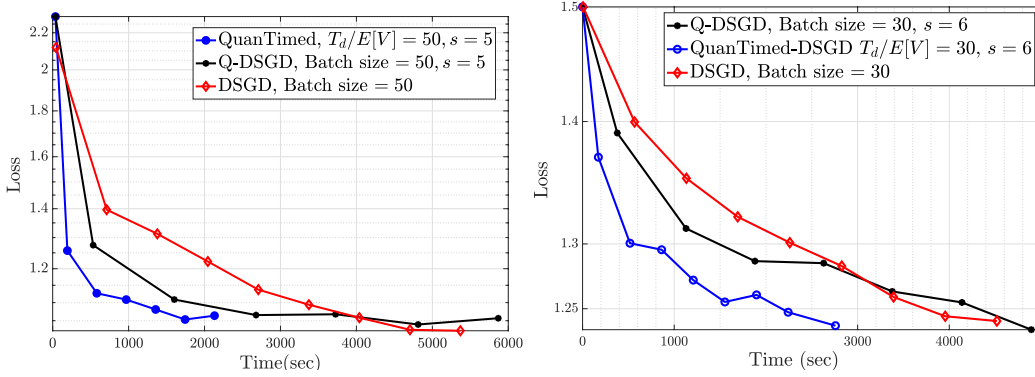 2.2
2
1.8
1.6
1.4
1.2
Loss
0 1000 2000 3000 4000 5000 6000
Time(sec)
QuanTimed, T_d/E[V] = 50, s = 5
Q-DSGD, Batch size = 50, s = 5
DSGD, Batch size = 50
1.5
1.4
1.3
1.25
Loss
0 1000 3000 4000
Time (sec)
Q-DSGD, Batch size = 30, s = 6
QuanTimed-DSGD T_d/E[V] = 30, s = 6
DSGD, Batch size = 30